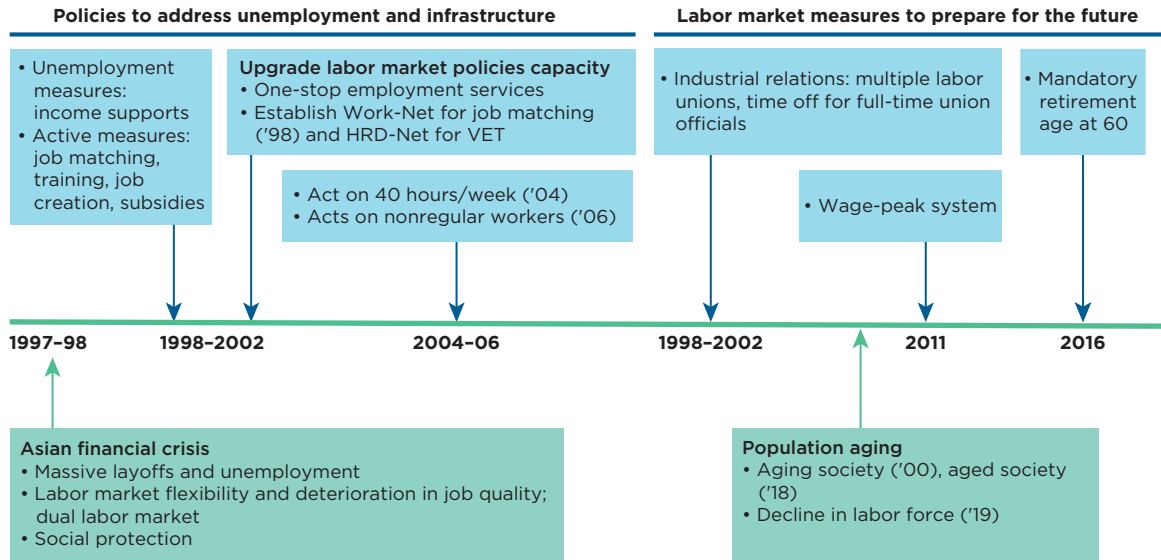 Policies to address unemployment and infrastructure
• Unemployment
measures:
income supports
• Active measures:
job matching,
training, job
creation, subsidies
Upgrade labor market policies capacity
• One-stop employment services
• Establish Work-Net for job matching
('98) and HRD-Net for VET
• Act on 40 hours/week ('04)
• Acts on nonregular workers ('06)
Labor market measures to prepare for the future
• Industrial relations: multiple labor
unions, time off for full-time union
officials
• Wage-peak system
• Mandatory
retirement
age at 60
1997–98
1998–2002
2004–06
1998–2002
2011
2016
Asian financial crisis
• Massive layoffs and unemployment
• Labor market flexibility and deterioration in job quality;
dual labor market
• Social protection
Population aging
• Aging society ('00), aged society
('18)
• Decline in labor force ('19)